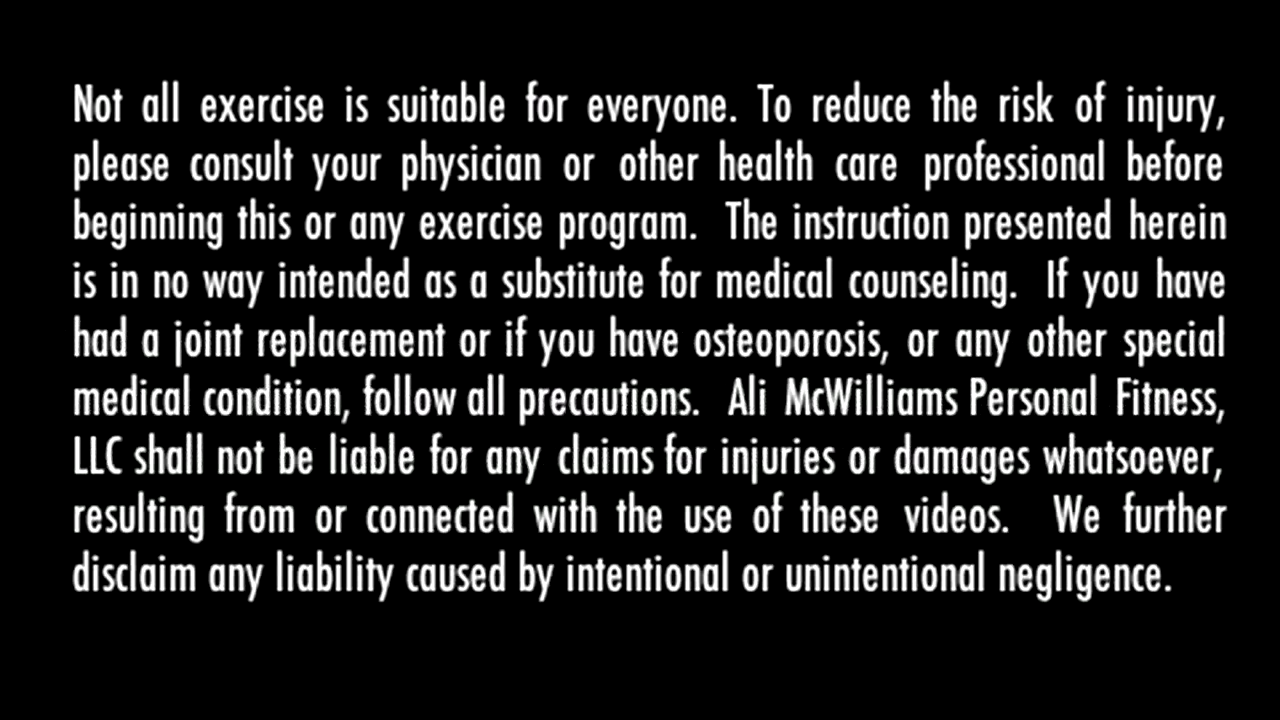 Not all exercise is suitable for everyone. To reduce the risk of injury,
please consult your physician or other health care professional before
beginning this or any exercise program. The instruction presented herein
is in no way intended as a substitute for medical counseling. If you have
had a joint replacement or if you have osteoporosis, or any other special
medical condition, follow all precautions. Ali McWilliams Personal Fitness,
LLC shall not be liable for any claims for injuries or damages whatsoever,
resulting from or connected with the use of these videos. We further
disclaim any liability caused by intentional or unintentional negligence.